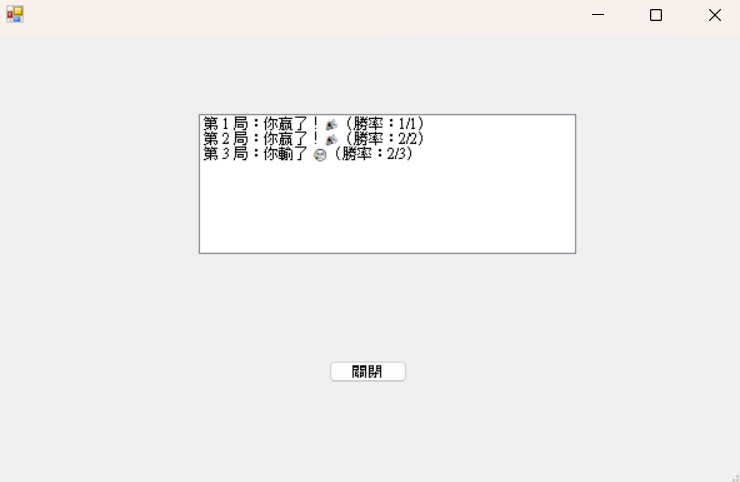 第 1 局：你贏了！🎉（勝率：1/1）
第 2 局：你贏了！🎉（勝率：2/2）
第 3 局：你輸了 （勝率：2/3）
關閉